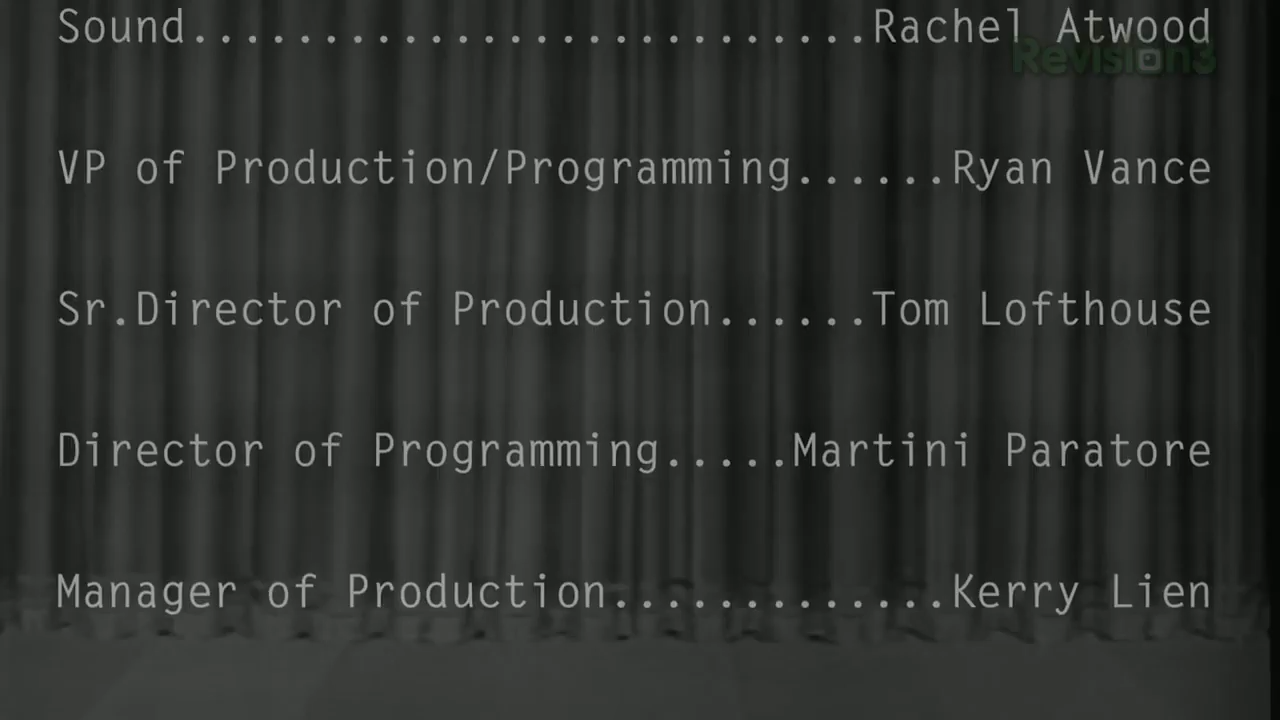 Sound..........................Rachel Atwood
Revision3
VP of Production/Programming......Ryan Vance
Sr.Director of Production......Tom Lofthouse
Director of Programming.....Martini Paratore
Manager of Production.............Kerry Lien